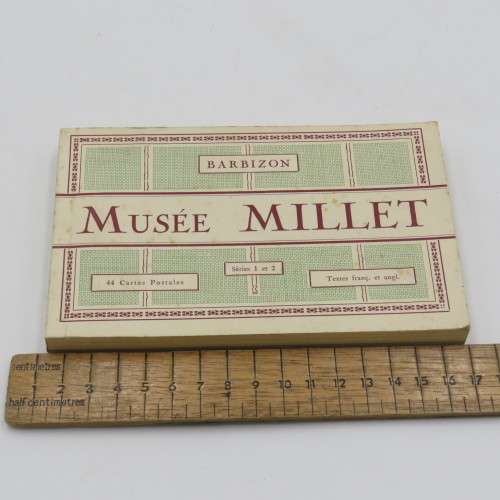 BARBIZON
MUSÉE MILLET
Séries 1 et 2
44 Cartes Postales
Textes franç. et angl.
centimetres
1 2 3 4 5 6 7 8 9 10 11 12 13 14 15 16 17
half centimetres